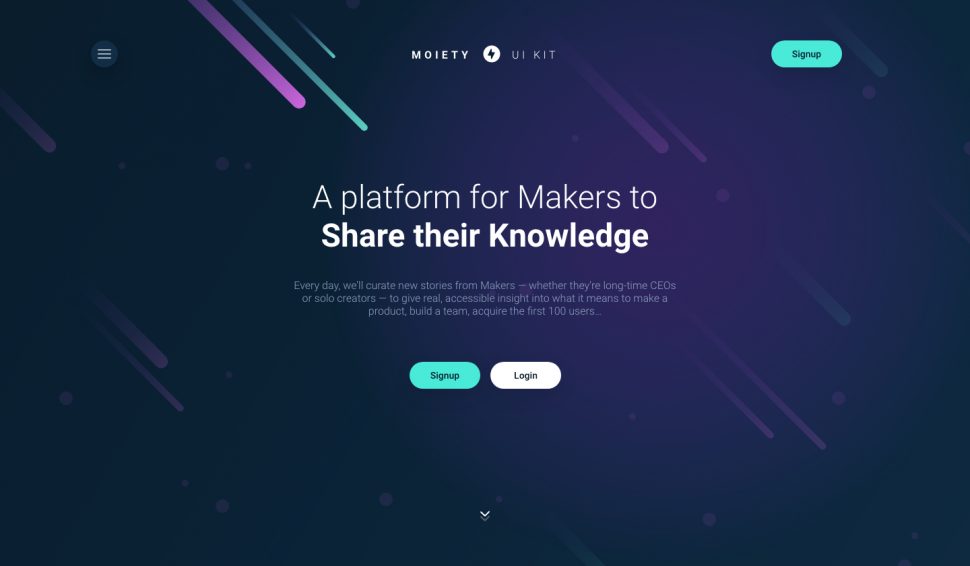 MOIETY UI KIT
Signup
A platform for Makers to
Share their Knowledge
Every day, we'll curate new stories from Makers — whether they're long-time CEOs
or solo creators — to give real, accessible insight into what it means to make a
product, build a team, acquire the first 100 users...
Signup
Login